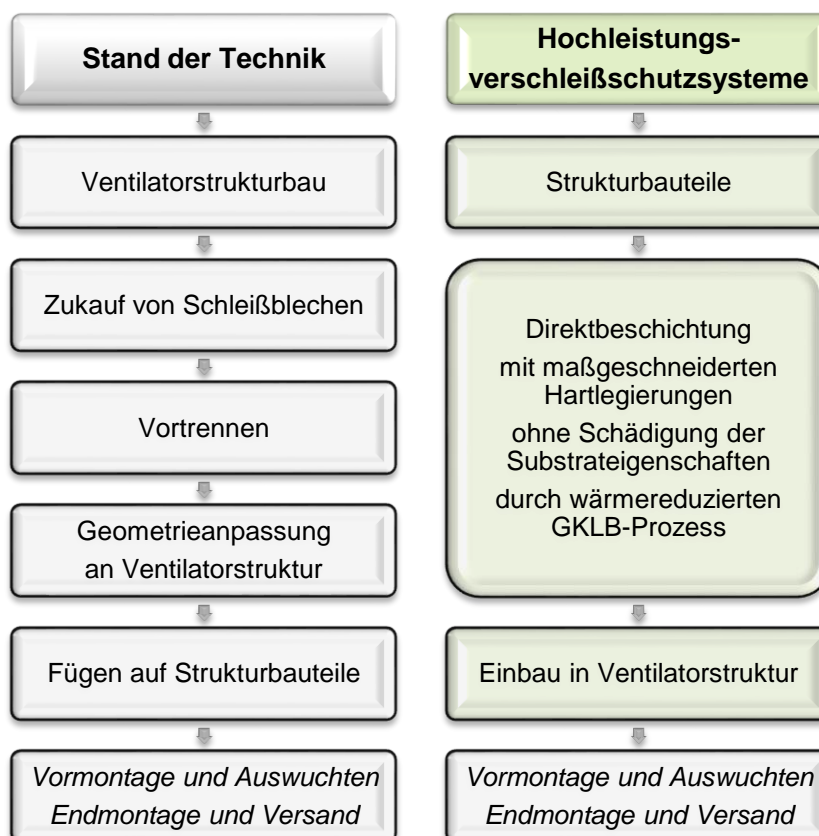 Stand der Technik
Ventilatorstrukturbau
Zukauf von Schleißblechen
Vortrennen
Geometrieanpassung
an Ventilatorstruktur
Fügen auf Strukturbauteile
Vormontage und Auswuchten
Endmontage und Versand
Hochleistungs-
verschleißschutzsysteme
Strukturbauteile
Direktbeschichtung
mit maßgeschneiderten
Hartlegierungen
ohne Schädigung der
Substrateigenschaften
durch wärmereduzierten
GKLB-Prozess
Einbau in Ventilatorstruktur
Vormontage und Auswuchten
Endmontage und Versand